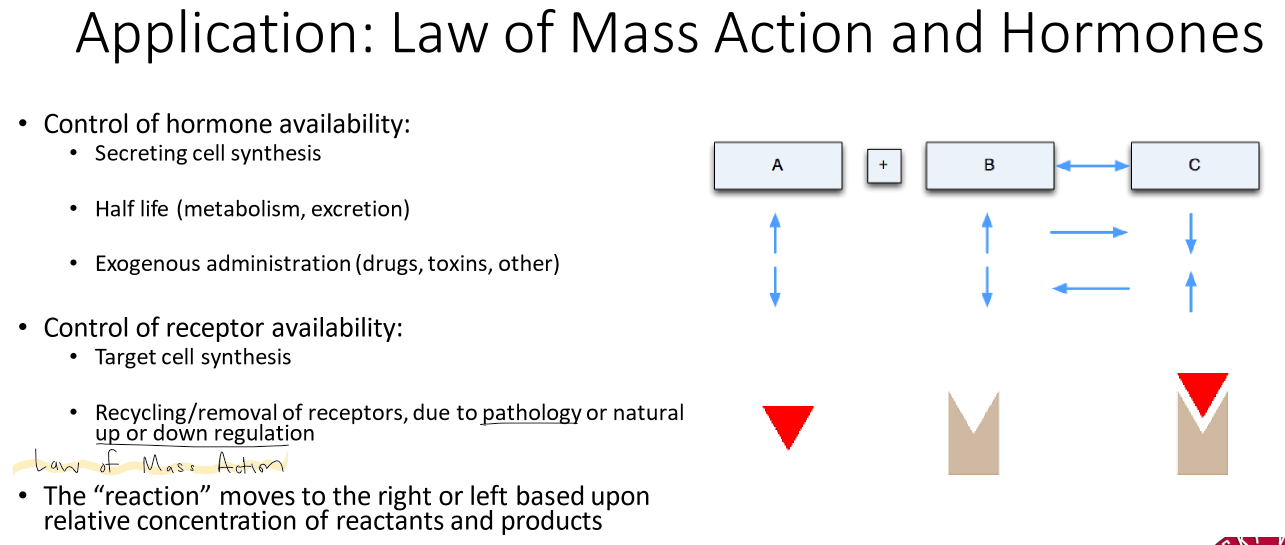 Application: Law of Mass Action and Hormones
• Control of hormone availability:
• Secreting cell synthesis
• Half life (metabolism, excretion)
• Exogenous administration (drugs, toxins, other)
• Control of receptor availability:
• Target cell synthesis
• Recycling/removal of receptors, due to pathology or natural
up or down regulation
Law of Mass Action
• The “reaction” moves to the right or left based upon
relative concentration of reactants and products
A + B C